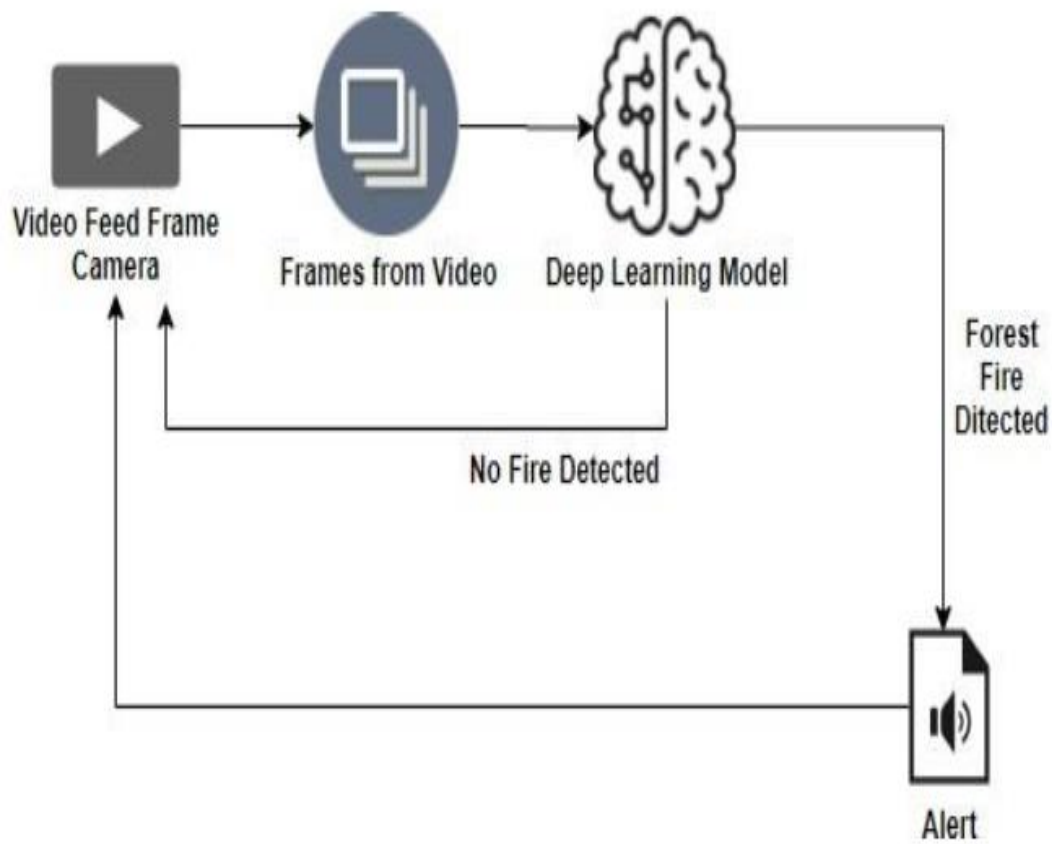 Video Feed Frame
Camera
Frames from Video
Deep Learning Model
Forest
Fire
Ditected
No Fire Detected
Alert